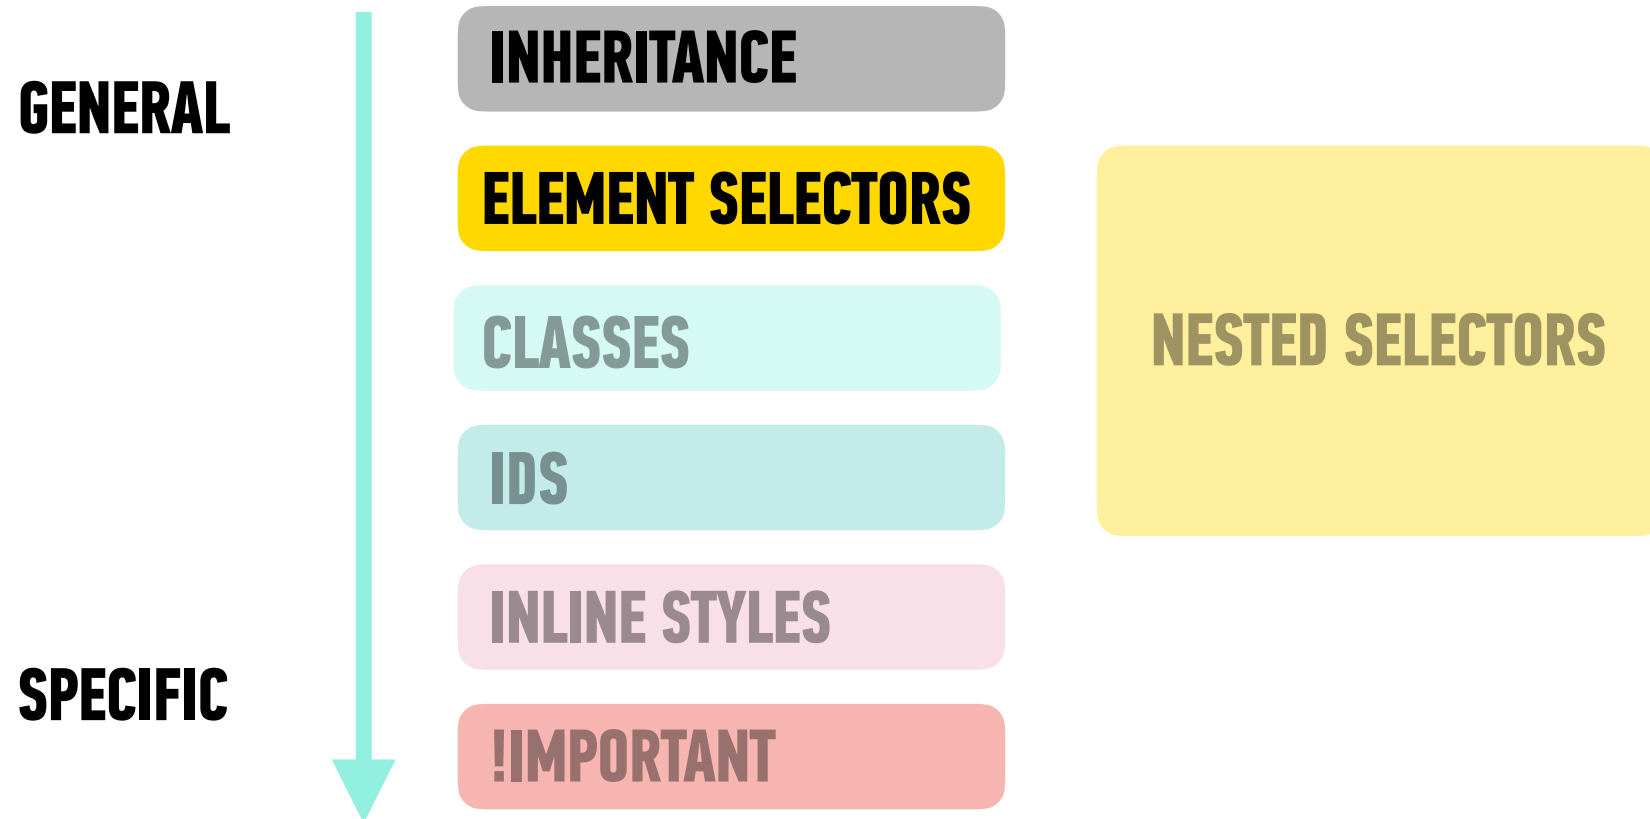 GENERAL
INHERITANCE
ELEMENT SELECTORS
CLASSES
NESTED SELECTORS
IDS
INLINE STYLES
SPECIFIC
!IMPORTANT